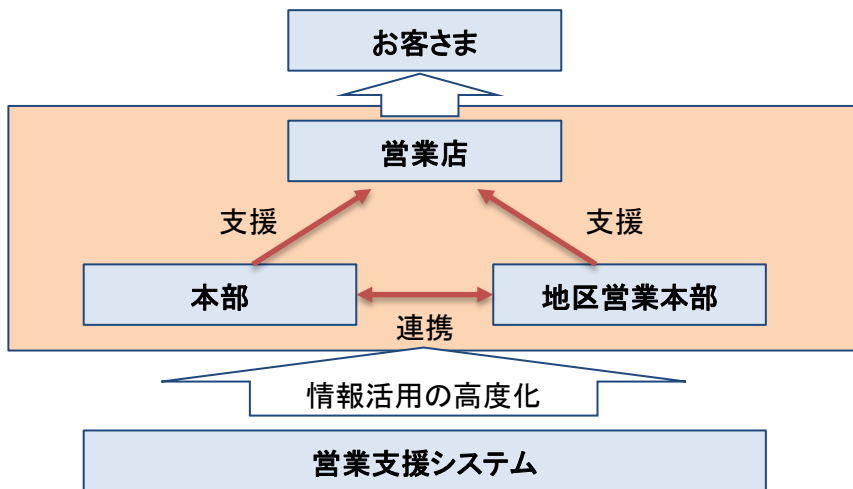 お客さま
営業店
支援
支援
本部
地区営業本部
連携
情報活用の高度化
営業支援システム